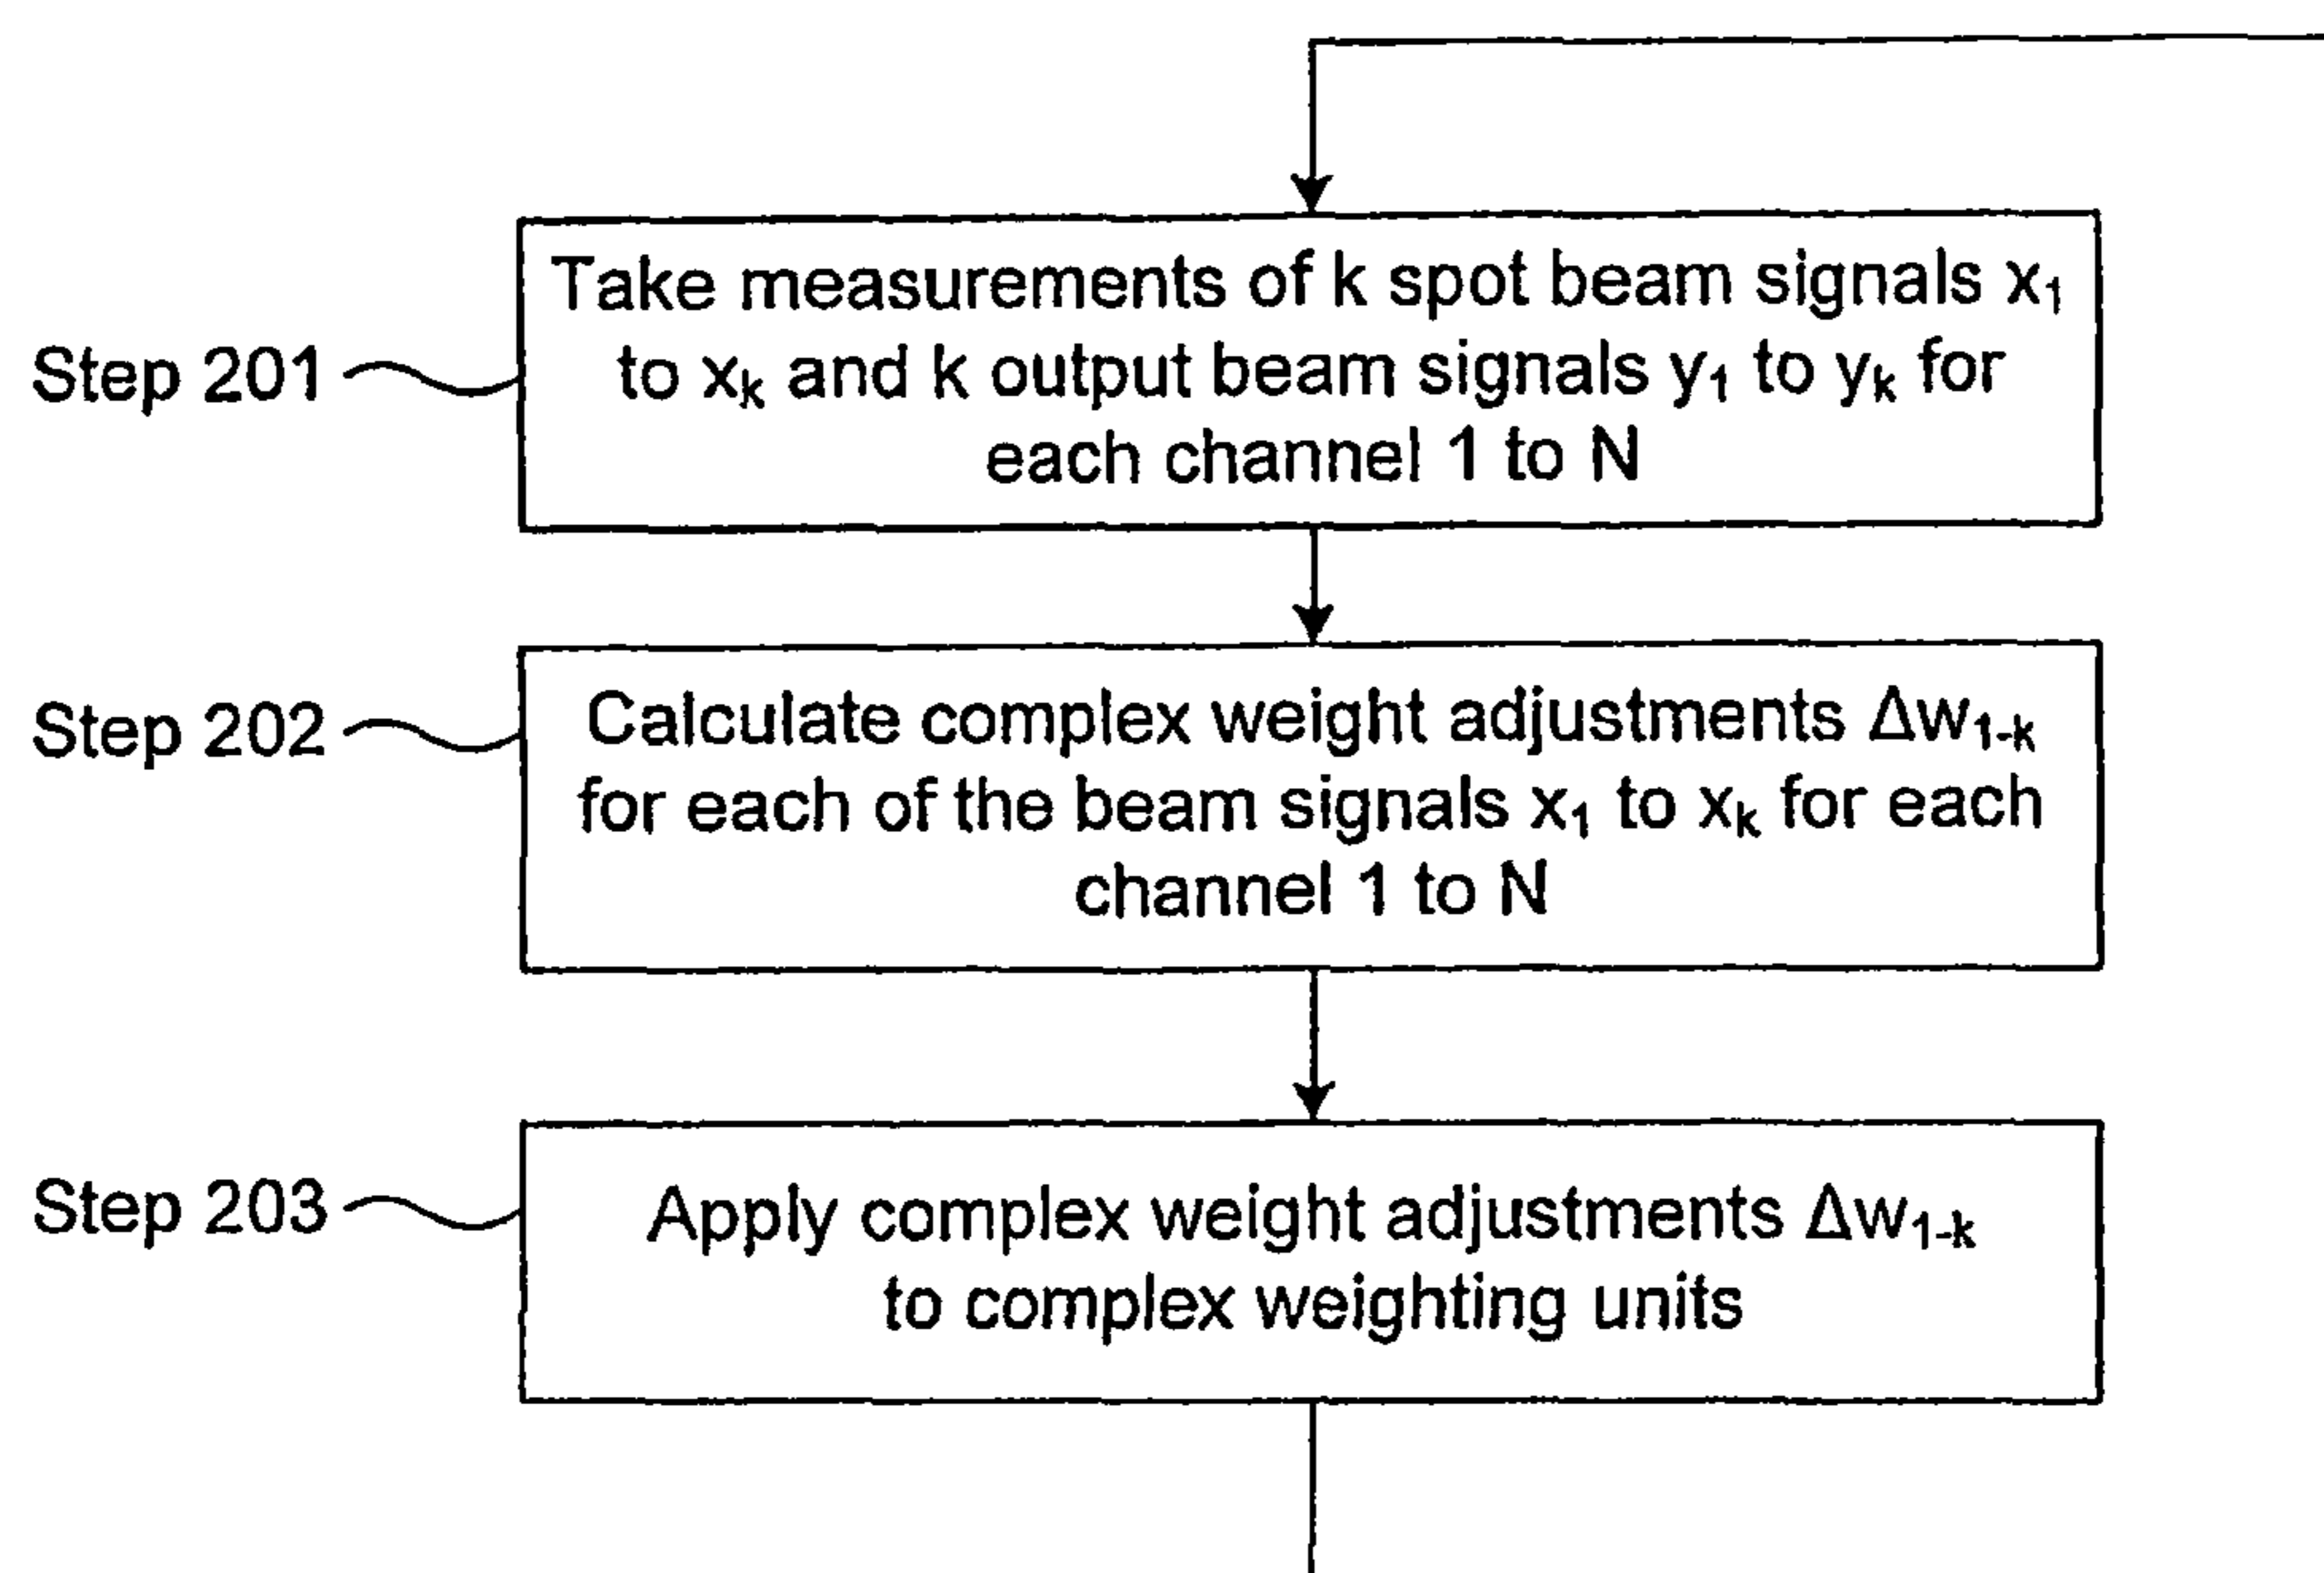 Take measurements of k spot beam signals x₁
Step 201
to xₖ and k output beam signals y₁ to yₖ for
each channel 1 to N
Step 202
Calculate complex weight adjustments Δw₁₋ₖ
for each of the beam signals x₁ to xₖ for each
channel 1 to N
Step 203
Apply complex weight adjustments Δw₁₋ₖ
to complex weighting units